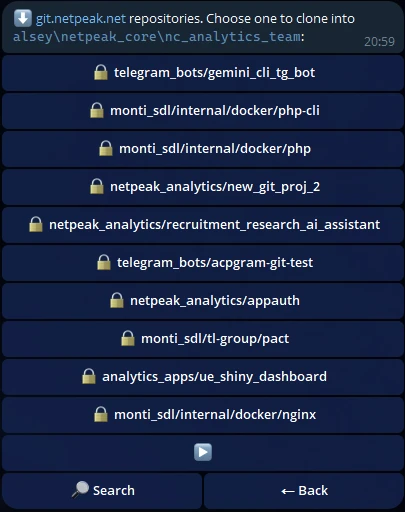 ⬇️ git.netpeak.net repositories. Choose one to clone into
alsey\netpeak_core\nc_analytics_team:
20:59
🔒 telegram_bots/gemini_cli_tg_bot
🔒 monti_sdl/internal/docker/php-cli
🔒 monti_sdl/internal/docker/php
🔒 netpeak_analytics/new_git_proj_2
🔒 netpeak_analytics/recruitment_research_ai_assistant
🔒 telegram_bots/acpgram-git-test
🔒 netpeak_analytics/appauth
🔒 monti_sdl/tl-group/pact
🔒 analytics_apps/ue_shiny_dashboard
🔒 monti_sdl/internal/docker/nginx
▶️
🔎 Search
← Back